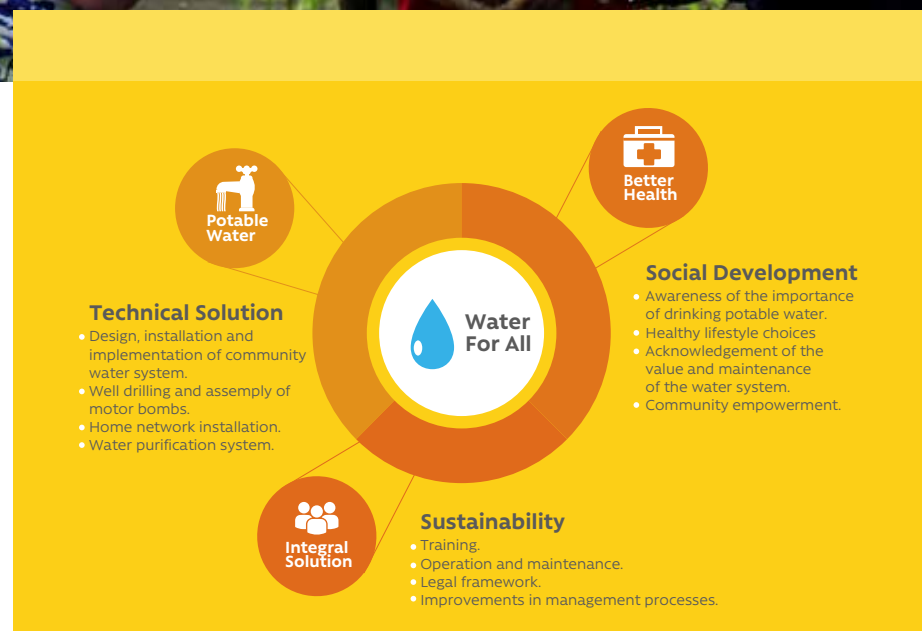 Potable
Water
Better
Health
Water
For All
Technical Solution
Design, installation and
implementation of community
water system.
Well drilling and assemply of
motor bombs.
Home network installation.
Water purification system.
Social Development
Awareness of the importance
of drinking potable water.
Healthy lifestyle choices
Acknowledgement of the
value and maintenance
of the water system.
Community empowerment.
Integral
Solution
Sustainability
Training.
Operation and maintenance.
Legal framework.
Improvements in management processes.